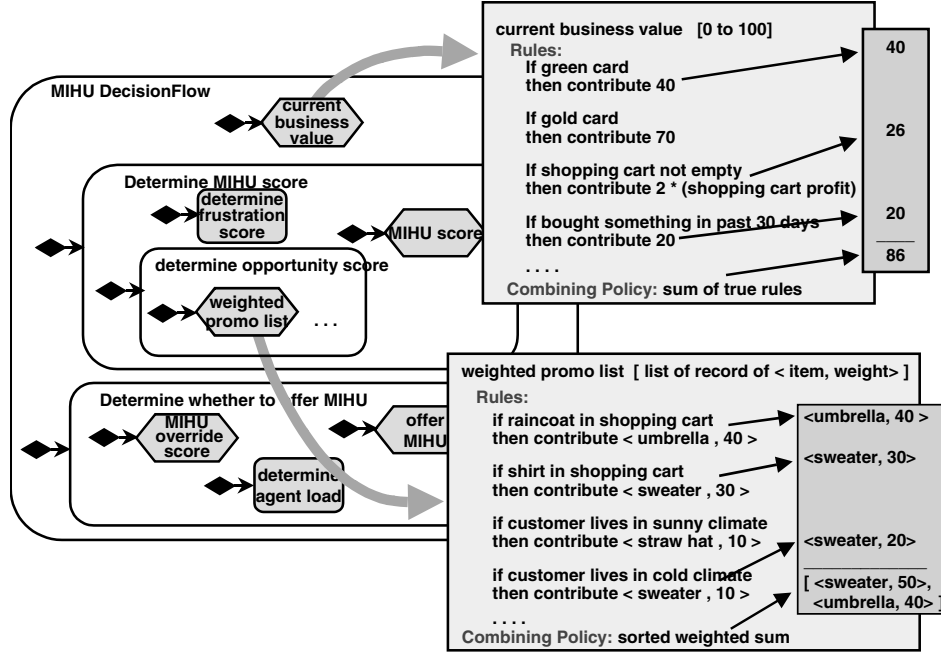 MIHU DecisionFlow
current
business
value
Determine MIHU score
determine
frustration
score
MIHU score
determine opportunity score
weighted
promo list
. . .
Determine whether to offer MIHU
MIHU
override
score
offer
MIHU
determine
agent load
current business value [0 to 100]
Rules:
If green card
then contribute 40
If gold card
then contribute 70
If shopping cart not empty
then contribute 2 * (shopping cart profit)
If bought something in past 30 days
then contribute 20
. . . .
Combining Policy: sum of true rules
40
26
20
86
weighted promo list [ list of record of < item, weight> ]
Rules:
if raincoat in shopping cart
then contribute < umbrella , 40 >
if shirt in shopping cart
then contribute < sweater , 30 >
if customer lives in sunny climate
then contribute < straw hat , 10 >
if customer lives in cold climate
then contribute < sweater , 10 >
. . . .
Combining Policy: sorted weighted sum
<umbrella, 40 >
<sweater, 30>
<sweater, 20>
[ <sweater, 50>,
<umbrella, 40> ]